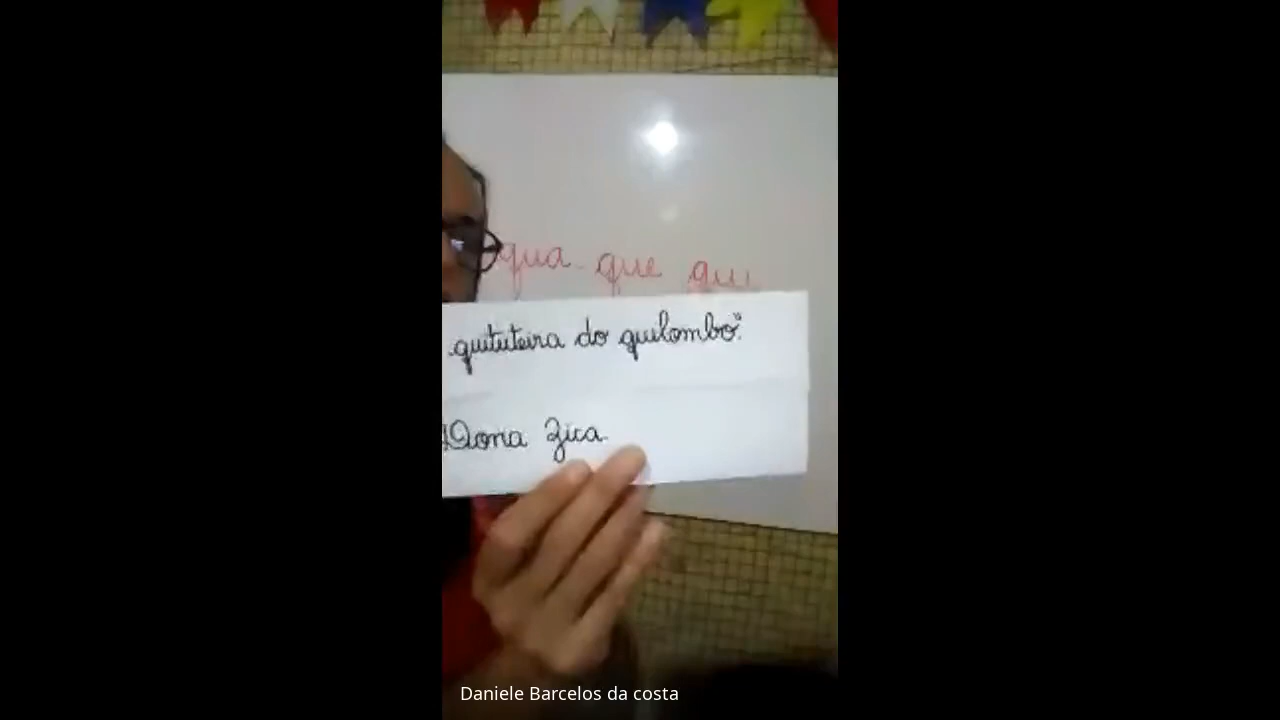 qua que qui
quituteira do quilombo"
Dona Zica
Daniele Barcelos da costa